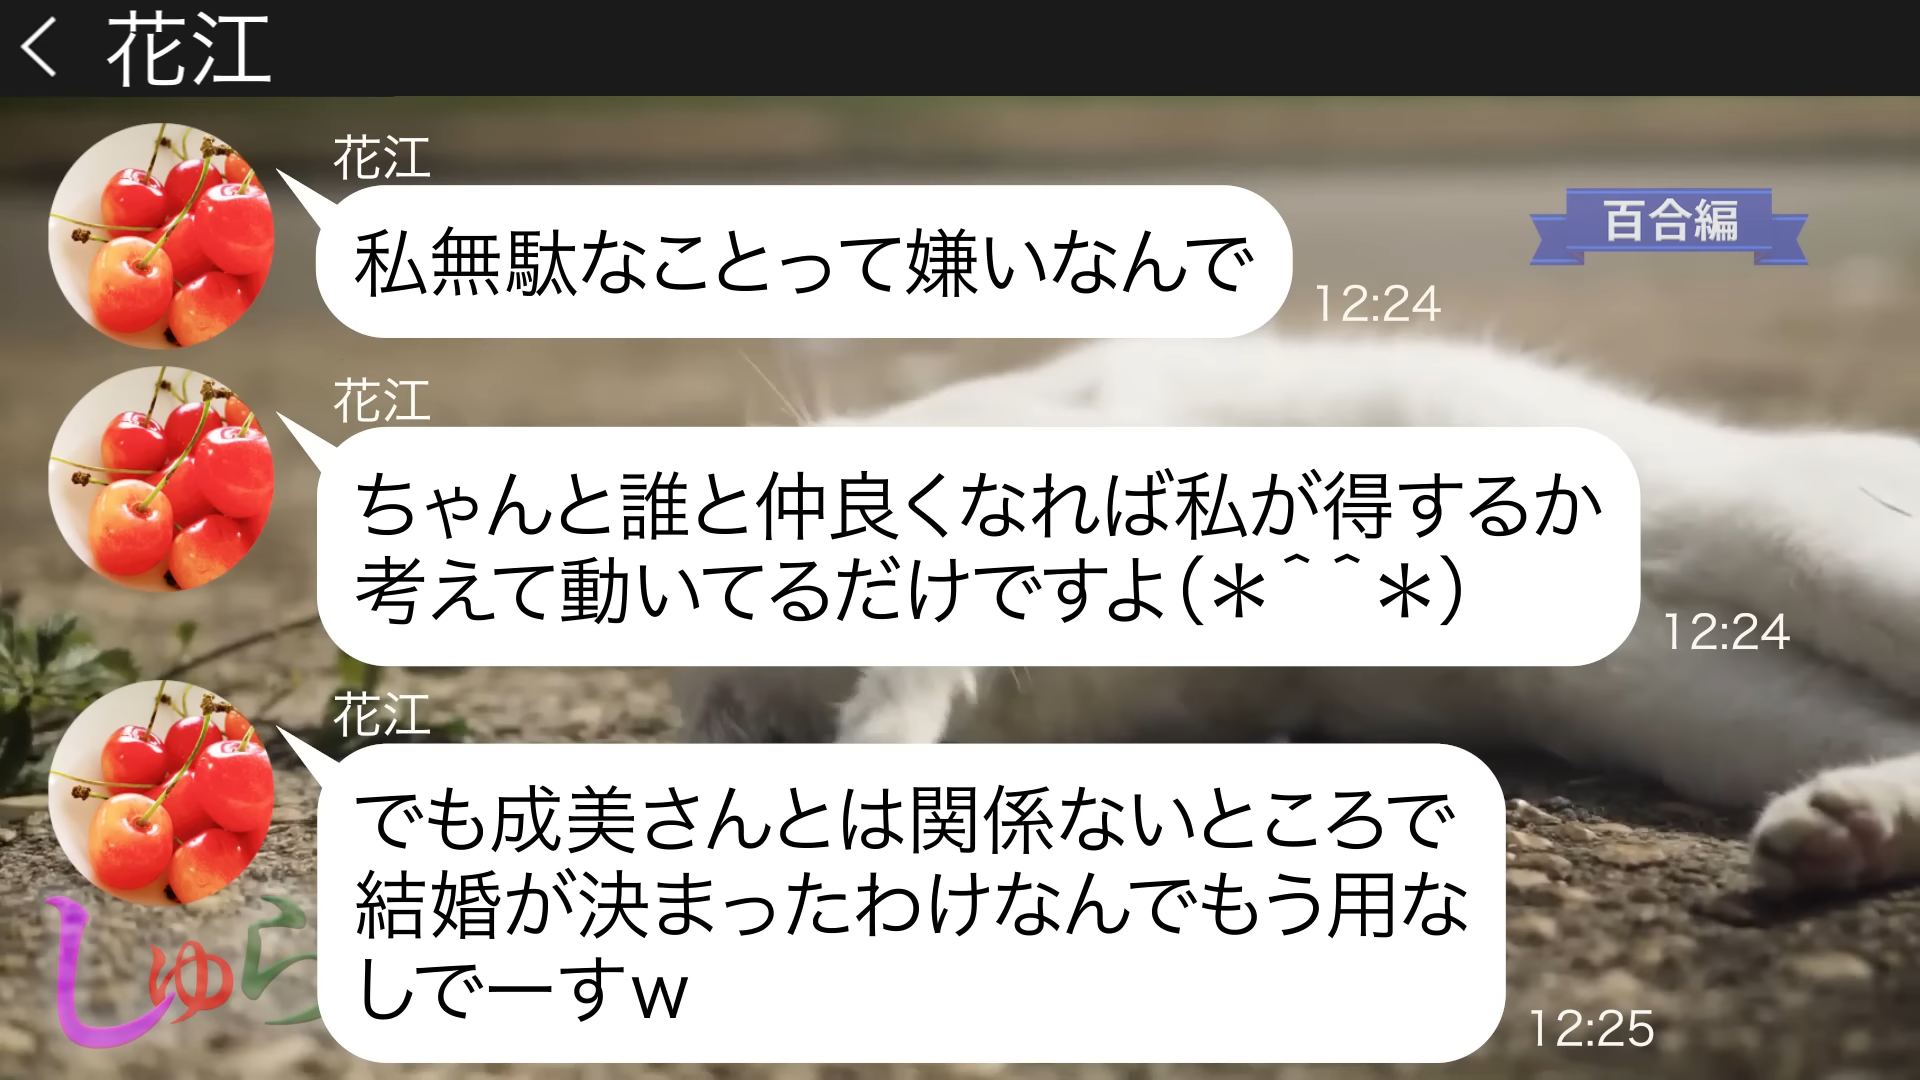 花江
花江
百合編
私無駄なことって嫌いなんで
12:24
花江
ちゃんと誰と仲良くなれば私が得するか
考えて動いてるだけですよ(＊＾＾＊)
12:24
花江
でも成美さんとは関係ないところで
結婚が決まったわけなんでもう用な
しでーすw
12:25
しゅら